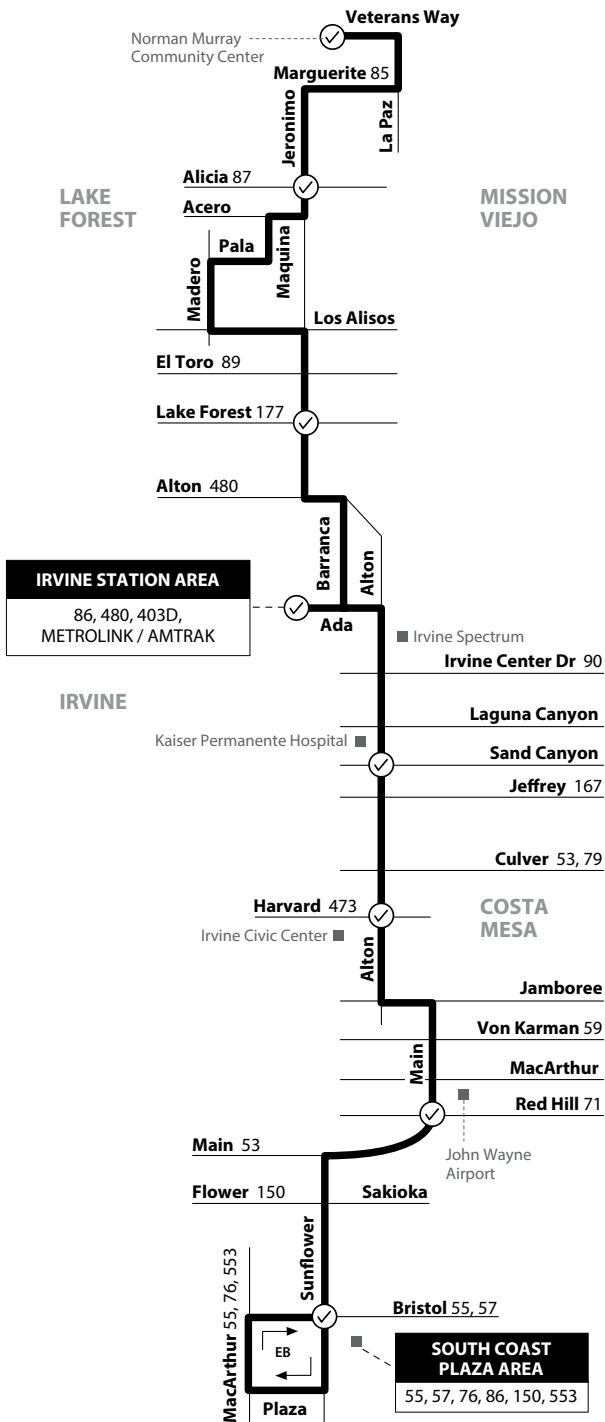 Veterans Way
Norman Murray
Community Center
Marguerite 85
Jeronimo
La Paz
Alicia 87
LAKE
FOREST
MISSION
VIEJO
Acero
Pala
Maquina
Madero
Los Alisos
El Toro 89
Lake Forest 177
Alton 480
Barranca
Alton
IRVINE STATION AREA
86, 480, 403D,
METROLINK / AMTRAK
Ada
Irvine Spectrum
Irvine Center Dr 90
IRVINE
Laguna Canyon
Kaiser Permanente Hospital
Sand Canyon
Jeffrey 167
Culver 53, 79
Harvard 473
COSTA
MESA
Irvine Civic Center
Alton
Jamboree
Von Karman 59
Main
MacArthur
Red Hill 71
Main 53
John Wayne
Airport
Flower 150
Sakioka
Sunflower
MacArthur 55, 76, 553
Bristol 55, 57
EB
SOUTH COAST
PLAZA AREA
55, 57, 76, 86, 150, 553
Plaza